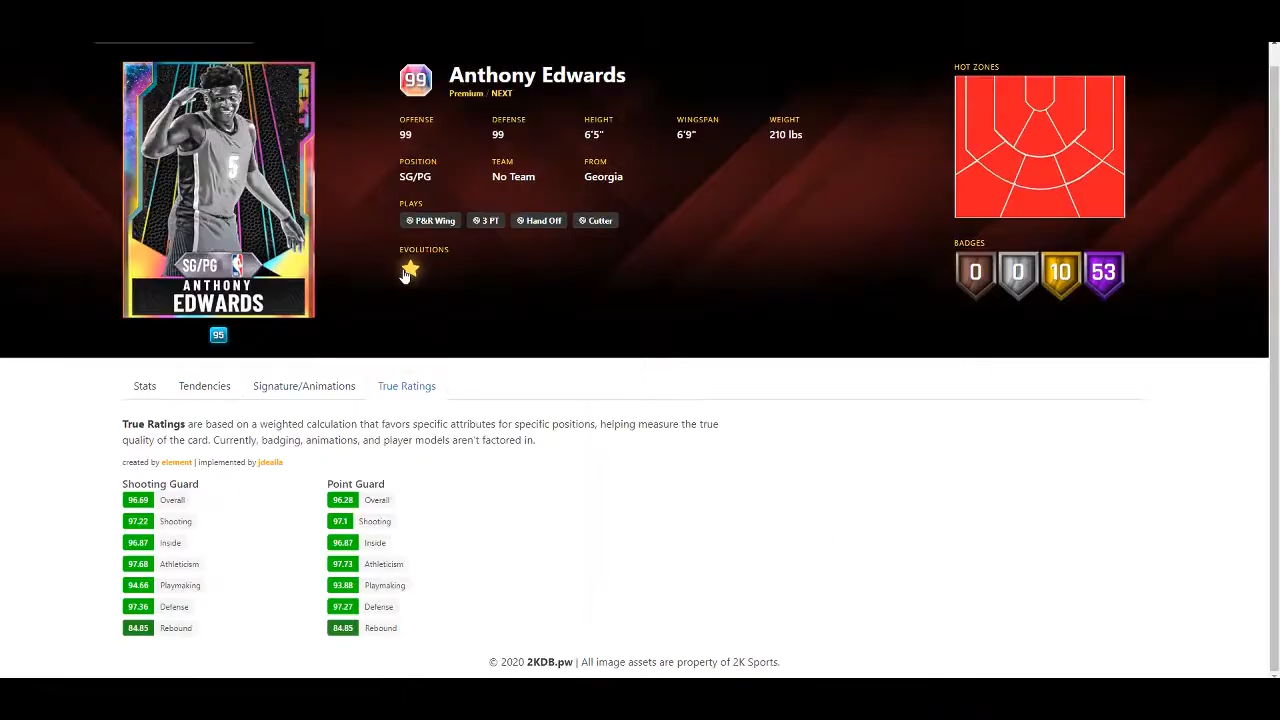 NEXT
5
SG/PG
ANTHONY
EDWARDS
95
99
Anthony Edwards
Premium / NEXT
OFFENSE DEFENSE HEIGHT WINGSPAN WEIGHT
99 99 6'5" 6'9" 210 lbs
POSITION TEAM FROM
SG/PG No Team Georgia
PLAYS
P&R Wing 3 PT Hand Off Cutter
EVOLUTIONS
HOT ZONES
BADGES
0 0 10 53
Stats Tendencies Signature/Animations True Ratings
True Ratings are based on a weighted calculation that favors specific attributes for specific positions, helping measure the true
quality of the card. Currently, badging, animations, and player models aren't factored in.
created by element | implemented by jdeaila
Shooting Guard
96.69 Overall
97.22 Shooting
96.87 Inside
97.68 Athleticism
94.66 Playmaking
97.36 Defense
84.85 Rebound
Point Guard
96.28 Overall
97.1 Shooting
96.87 Inside
97.73 Athleticism
93.88 Playmaking
97.27 Defense
84.85 Rebound
© 2020 2KDB.pw | All image assets are property of 2K Sports.